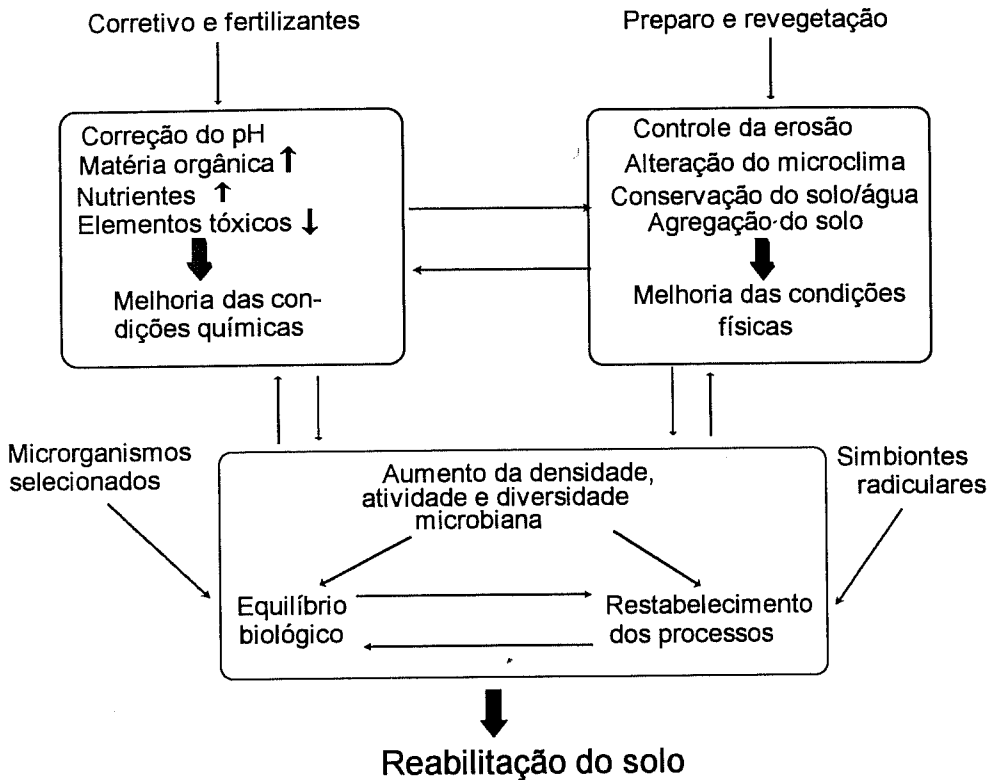 Corretivo e fertilizantes
Preparo e revegetação
Correção do pH
Matéria orgânica ↑
Nutrientes ↑
Elementos tóxicos ↓
Melhoria das con-
dições químicas
Controle da erosão
Alteração do microclima
Conservação do solo/água
Agregação do solo
Melhoria das condições
físicas
Microrganismos
selecionados
Simbiontes
radiculares
Aumento da densidade,
atividade e diversidade
microbiana
Equilíbrio
biológico
Restabelecimento
dos processos
Reabilitação do solo